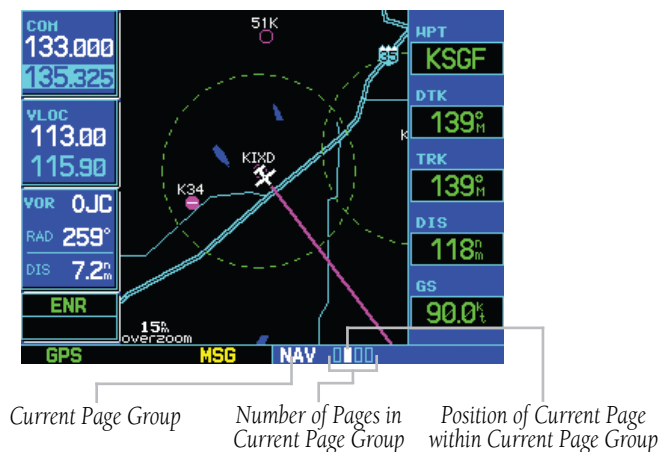 COM
133.000
135.325
VLOC
113.00
115.90
VOR OJC
RAD 259°
DIS 7.2nm
ENR
51K
35
KIXD
K
K34
15nm
overzoom
WPT
KSGF
DTK
139°M
TRK
139°M
DIS
118nm
GS
90.0kt
GPS MSG NAV
Current Page Group
Number of Pages in
Current Page Group
Position of Current Page
within Current Page Group